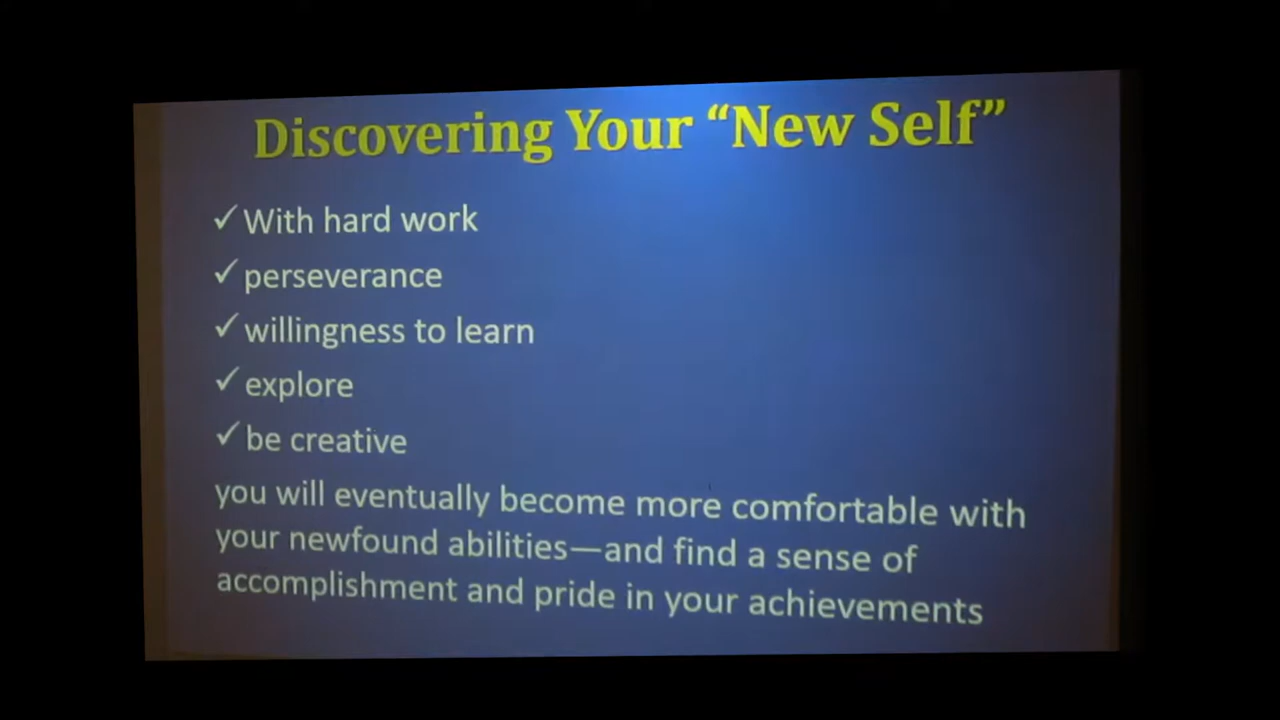 Discovering Your “New Self”
✓ With hard work
✓ perseverance
✓ willingness to learn
✓ explore
✓ be creative
you will eventually become more comfortable with
your newfound abilities—and find a sense of
accomplishment and pride in your achievements